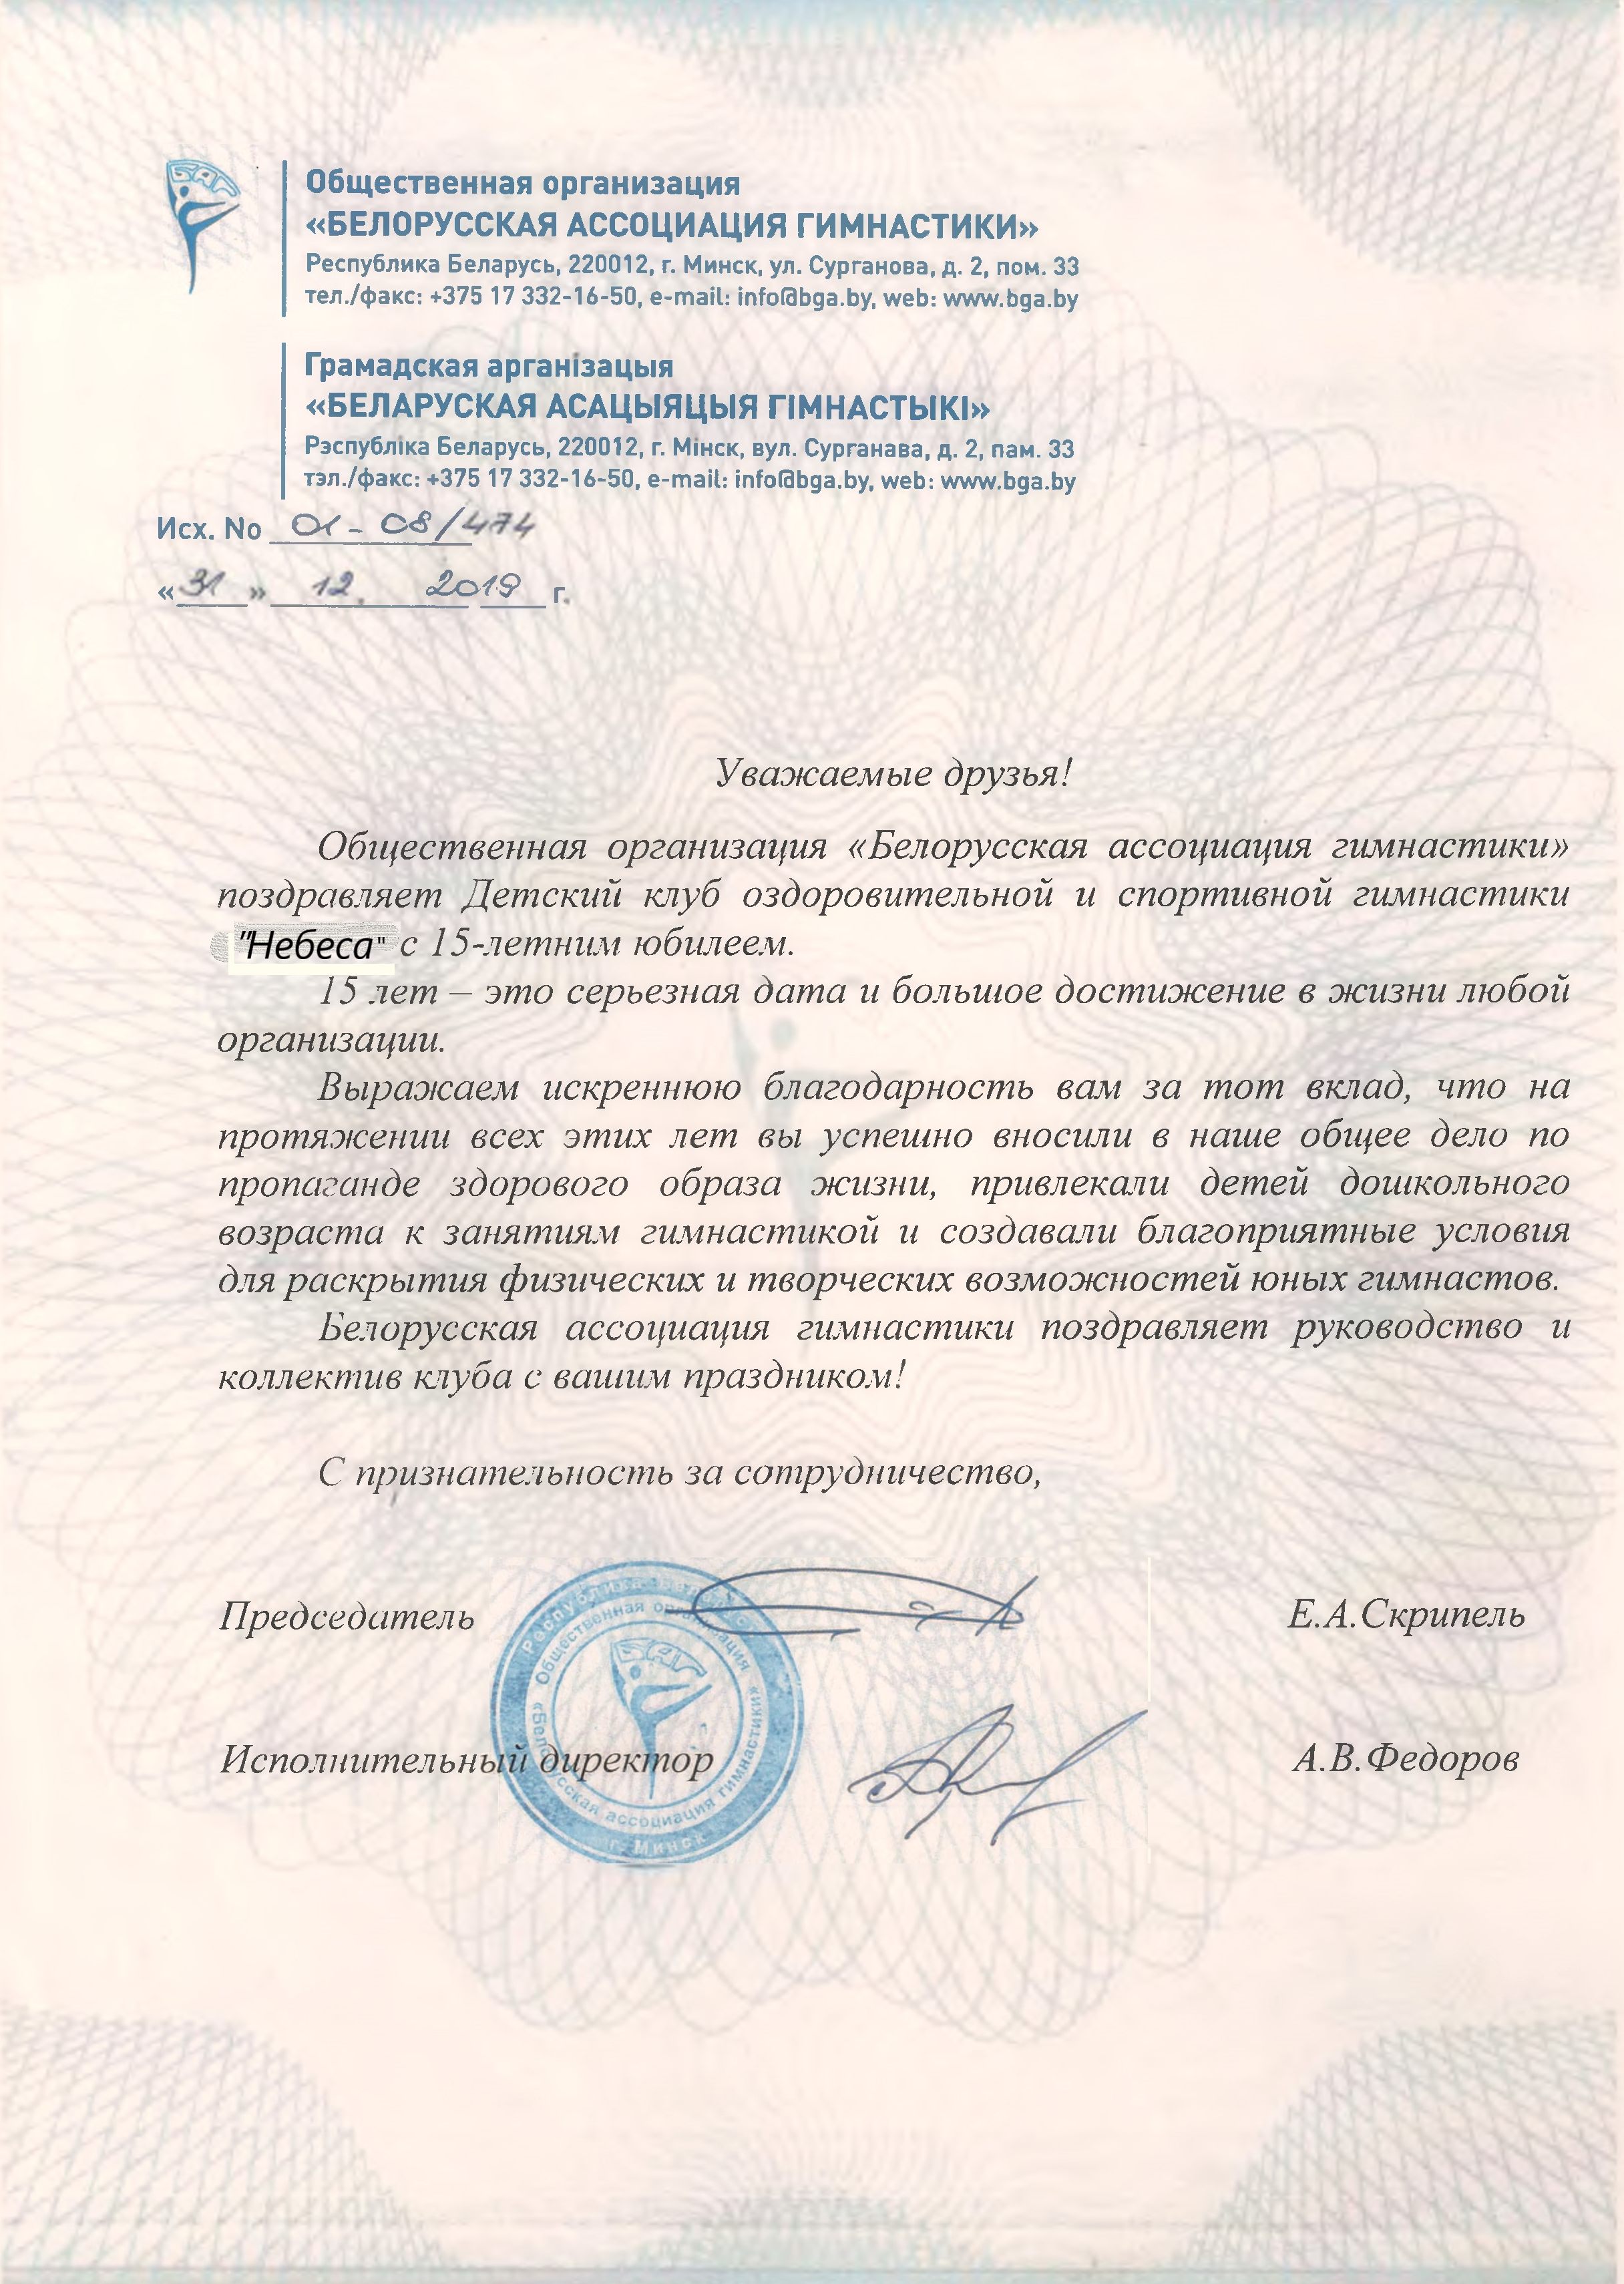 БАГ
Общественная организация
«БЕЛОРУССКАЯ АССОЦИАЦИЯ ГИМНАСТИКИ»
Республика Беларусь, 220012, г. Минск, ул. Сурганова, д. 2, пом. 33
тел./факс: +375 17 332-16-50, e-mail: info@bga.by, web: www.bga.by
Грамадская арганізацыя
«БЕЛАРУСКАЯ АСАЦЫЯЦЫЯ ГІМНАСТЫКІ»
Рэспубліка Беларусь, 220012, г. Мінск, вул. Сурганава, д. 2, пам. 33
тэл./факс: +375 17 332-16-50, e-mail: info@bga.by, web: www.bga.by
Исх. No 01-08/474
«31» 12. 2019 г.
Уважаемые друзья!
Общественная организация «Белорусская ассоциация гимнастики»
поздравляет Детский клуб оздоровительной и спортивной гимнастики
"Небеса" с 15-летним юбилеем.
15 лет – это серьезная дата и большое достижение в жизни любой
организации.
Выражаем искреннюю благодарность вам за тот вклад, что на
протяжении всех этих лет вы успешно вносили в наше общее дело по
пропаганде здорового образа жизни, привлекали детей дошкольного
возраста к занятиям гимнастикой и создавали благоприятные условия
для раскрытия физических и творческих возможностей юных гимнастов.
Белорусская ассоциация гимнастики поздравляет руководство и
коллектив клуба с вашим праздником!
С признательность за сотрудничество,
Председатель Е.А.Скрипель
Исполнительный директор А.В.Федоров
Республика Беларусь
Общественная организация
«Белорусская ассоциация гимнастики»
БАГ
г. Минск